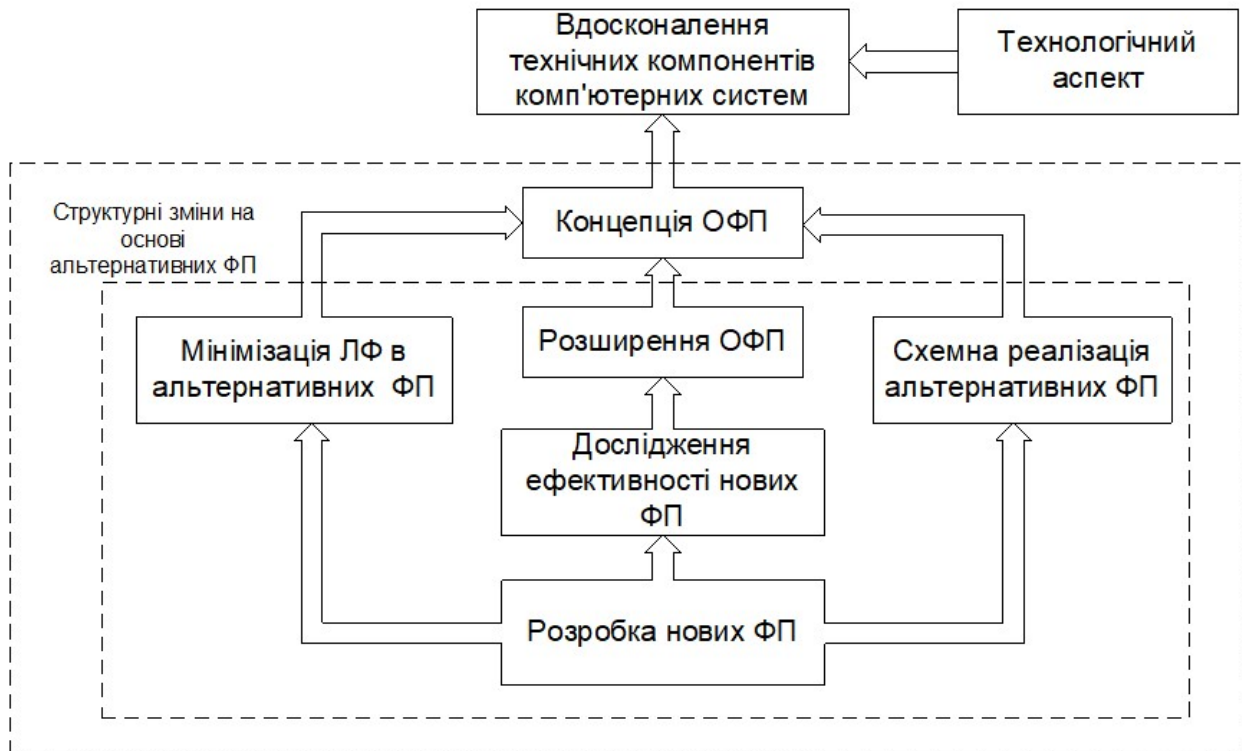 Вдосконалення
технічних компонентів
комп'ютерних систем
Технологічний
аспект
Структурні зміни на
основі
альтернативних ФП
Концепція ОФП
Мінімізація ЛФ в
альтернативних ФП
Розширення ОФП
Схемна реалізація
альтернативних ФП
Дослідження
ефективності нових
ФП
Розробка нових ФП